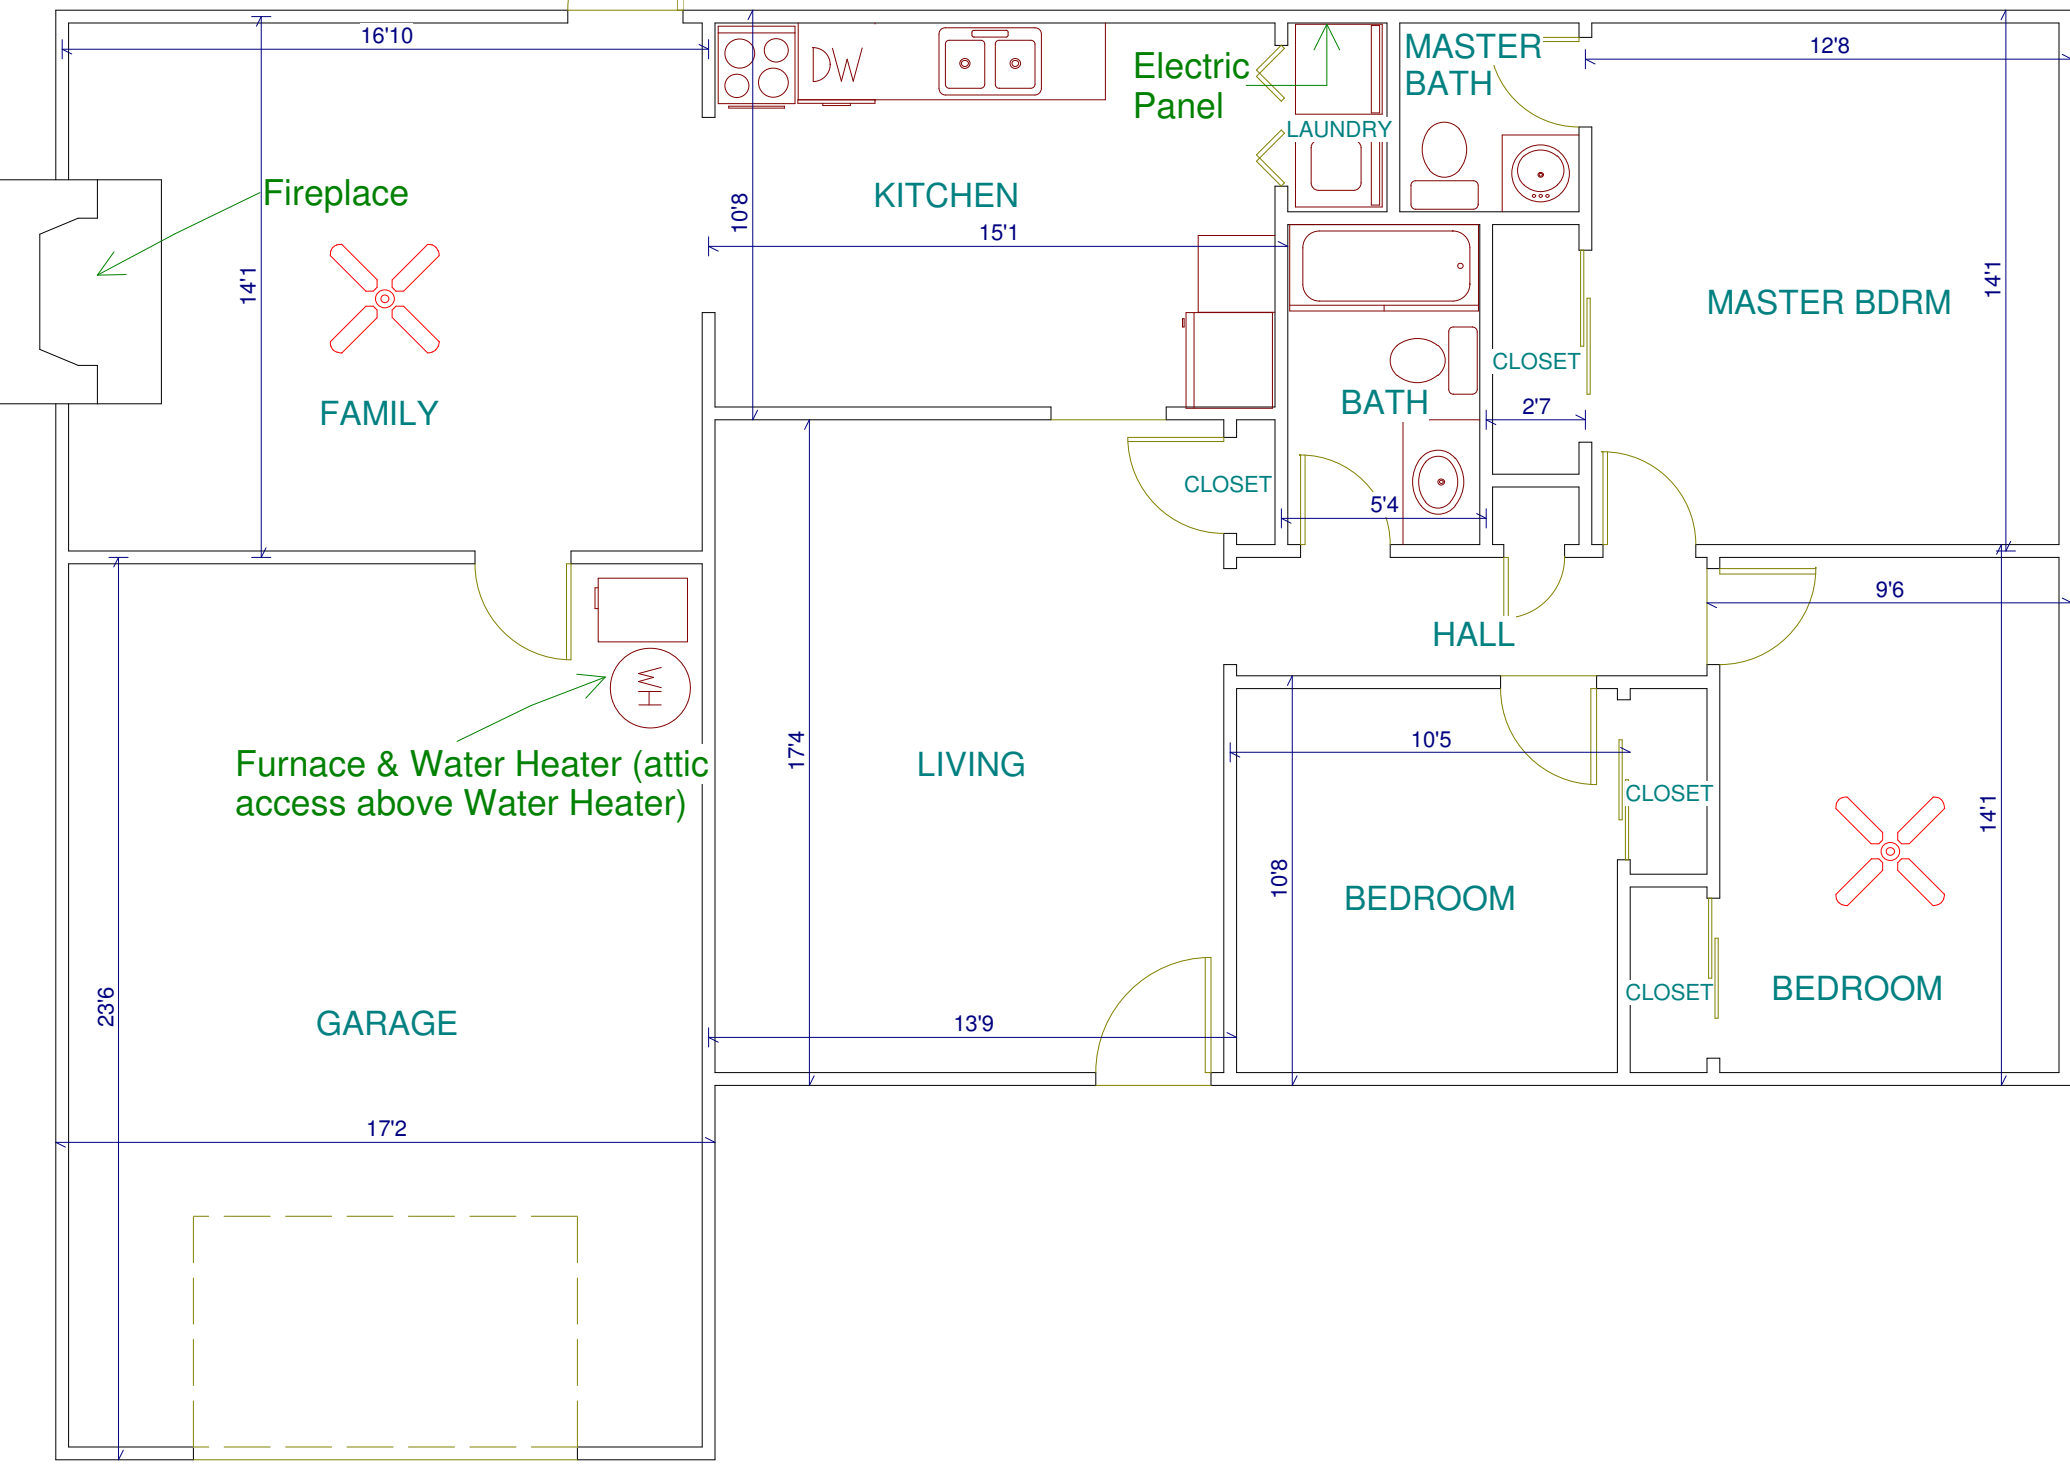 16'10
DW
Electric
Panel
MASTER
BATH
12'8
LAUNDRY
Fireplace
KITCHEN
10'8
15'1
14'1
14'1
MASTER BDRM
CLOSET
FAMILY
BATH
2'7
CLOSET
5'4
9'6
HALL
WH
Furnace & Water Heater (attic
access above Water Heater)
17'4
LIVING
10'5
CLOSET
14'1
10'8
BEDROOM
23'6
GARAGE
13'9
CLOSET
BEDROOM
17'2